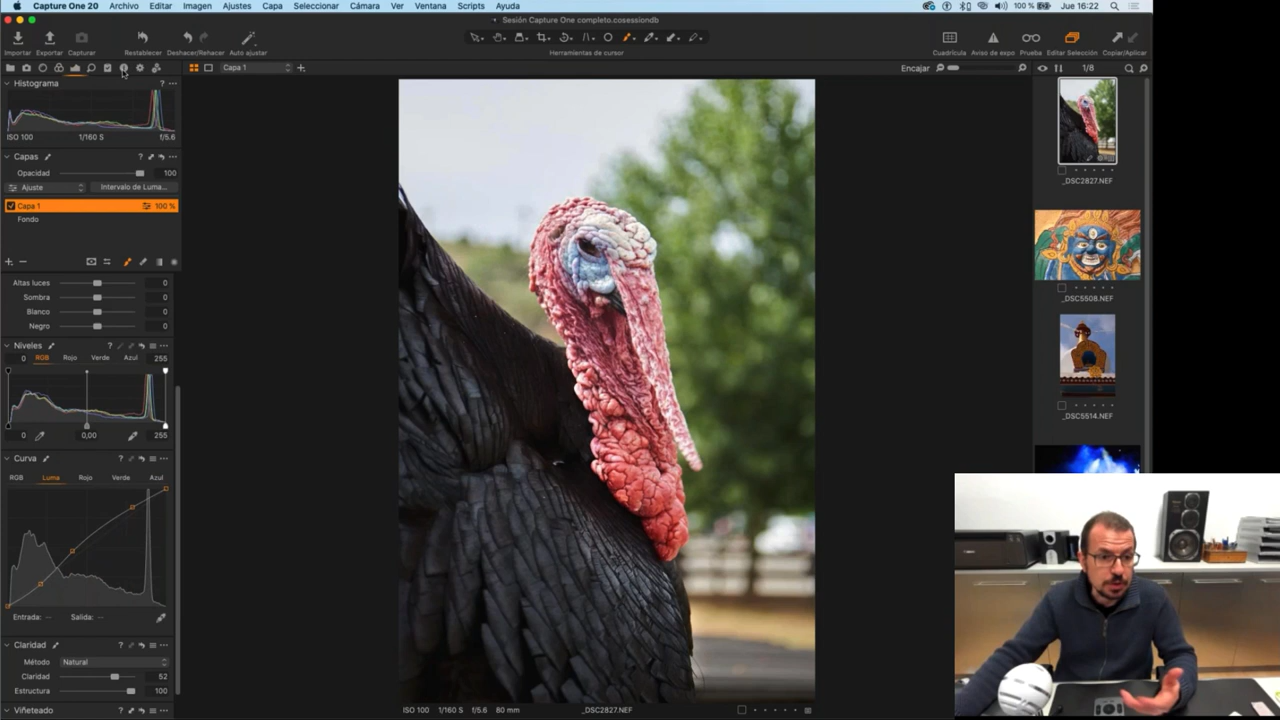 Capture One 20 Archivo Editar Imagen Ajustes Capa Seleccionar Cámara Ver Ventana Scripts Ayuda 100 % Jue 16:22
Sesión Capture One completo.cosessiondb
Importar Exportar Capturar Restablecer Deshacer/Rehacer Auto ajustar Herramientas de cursor Cuadrícula Aviso de expo Prueba Editar Selección Copiar/Aplicar
Capa 1 Encajar 1/8
Histograma
ISO 100 1/160 S f/5.6
Capas
Opacidad 100
Ajuste Intervalo de Luma...
Capa 1 100 %
Fondo
Altas luces 0
Sombra 0
Blanco 0
Negro 0
Niveles
0 RGB Rojo Verde Azul 255
0 0,00 255
Curva
RGB Luma Rojo Verde Azul
Entrada: -- Salida: --
Claridad
Método Natural
Claridad 52
Estructura 100
Viñeteado
ISO 100 1/160 S f/5.6 80 mm _DSC2827.NEF
_DSC2827.NEF
_DSC5508.NEF
_DSC5514.NEF